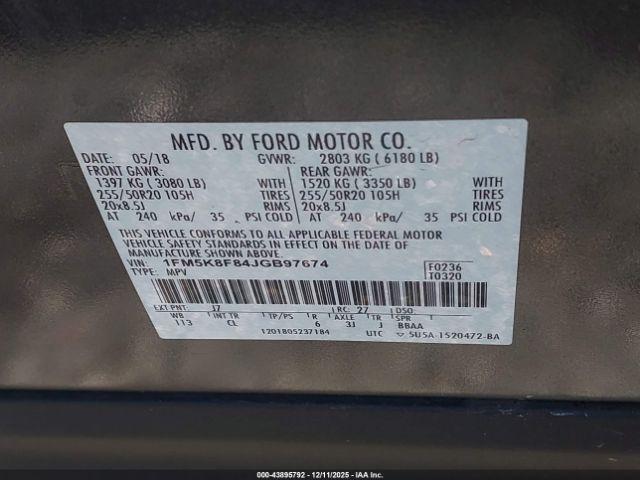 MFD. BY FORD MOTOR CO.
DATE: 05/18 GVWR: 2803 KG ( 6180 LB)
FRONT GAWR: REAR GAWR:
1397 KG ( 3080 LB) WITH 1520 KG ( 3350 LB) WITH
255/50R20 105H TIRES 255/50R20 105H TIRES
20x8.5J RIMS 20x8.5J RIMS
AT 240 kPa/ 35 PSI COLD AT 240 kPa/ 35 PSI COLD
THIS VEHICLE CONFORMS TO ALL APPLICABLE FEDERAL MOTOR
VEHICLE SAFETY STANDARDS IN EFFECT ON THE DATE OF
MANUFACTURE SHOWN ABOVE.
VIN: 1FM5K8F84JGB97674 F0236
TYPE: MPV T0320
EXT PNT: J7 RC: 27 DSO:
WB INT TR TP/PS R AXLE TR SPR
113 CL 6 3J J BBAA
1201805237184 UTC 5U5A-1520472-BA
000-43895792 - 12/11/2025 - IAAI.CA